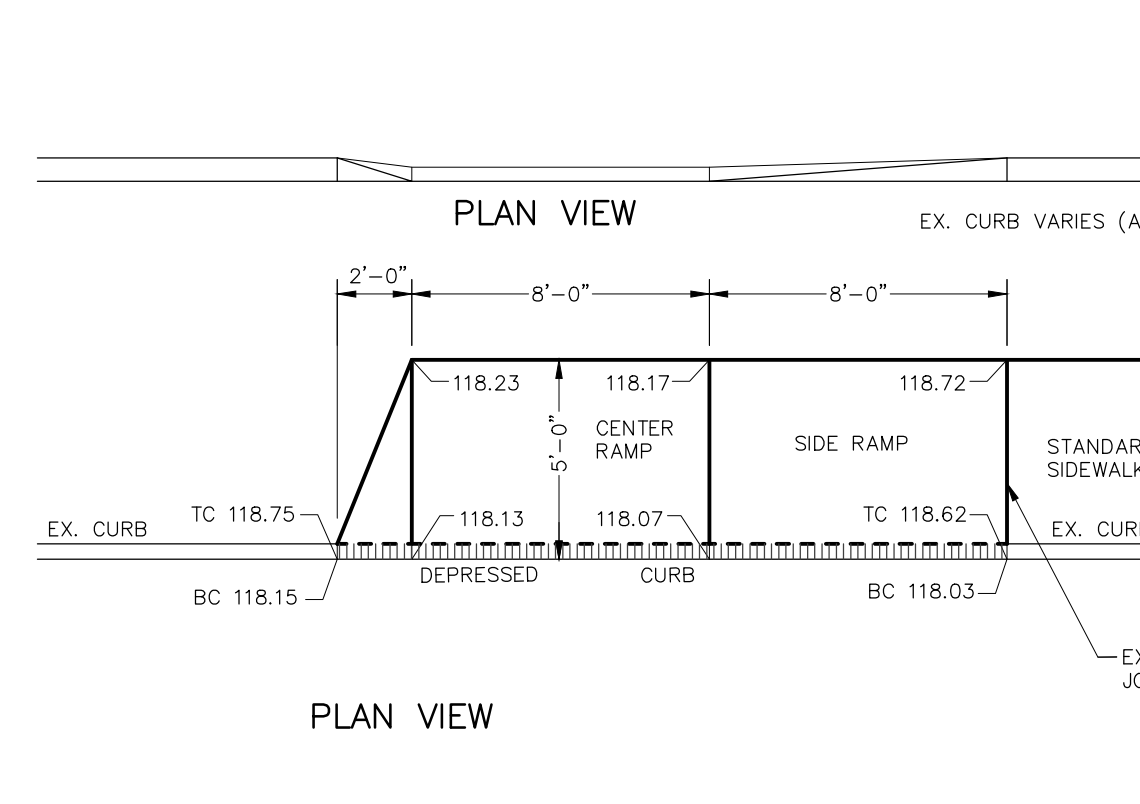 PLAN VIEW
EX. CURB VARIES (A
2'-0"
8'-0"
8'-0"
118.23
118.17
118.72
5'-0"
CENTER
RAMP
SIDE RAMP
STANDAR
SIDEWALK
TC 118.75
118.13
118.07
TC 118.62
EX. CURB
EX. CUR
DEPRESSED CURB
BC 118.15
BC 118.03
EX
JO
PLAN VIEW